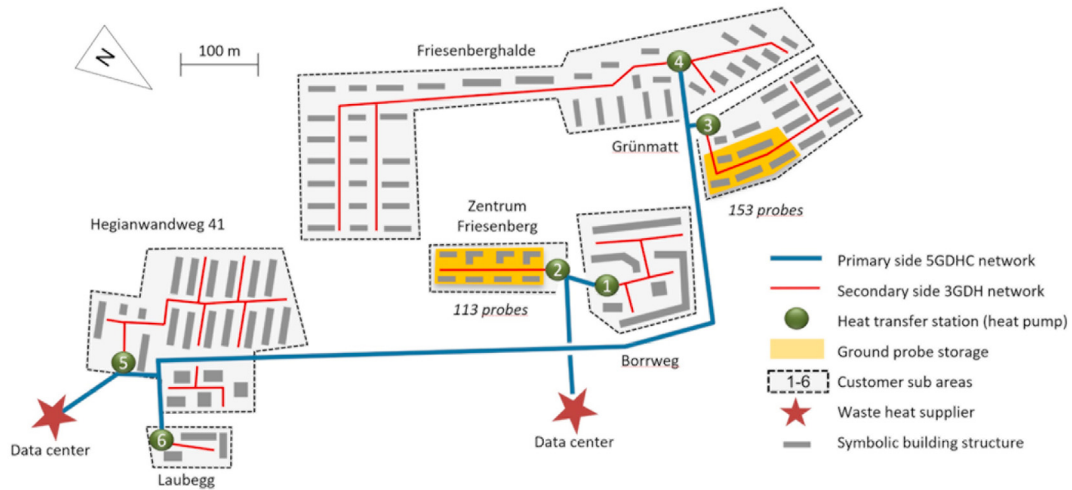 N
100 m
Friesenberghalde
4
3
Grünmatt
153 probes
Zentrum
Friesenberg
2
1
113 probes
Borrweg
Hegianwandweg 41
5
6
Data center
Laubegg
Data center
Primary side 5GDHC network
Secondary side 3GDH network
Heat transfer station (heat pump)
Ground probe storage
1-6 Customer sub areas
Waste heat supplier
Symbolic building structure